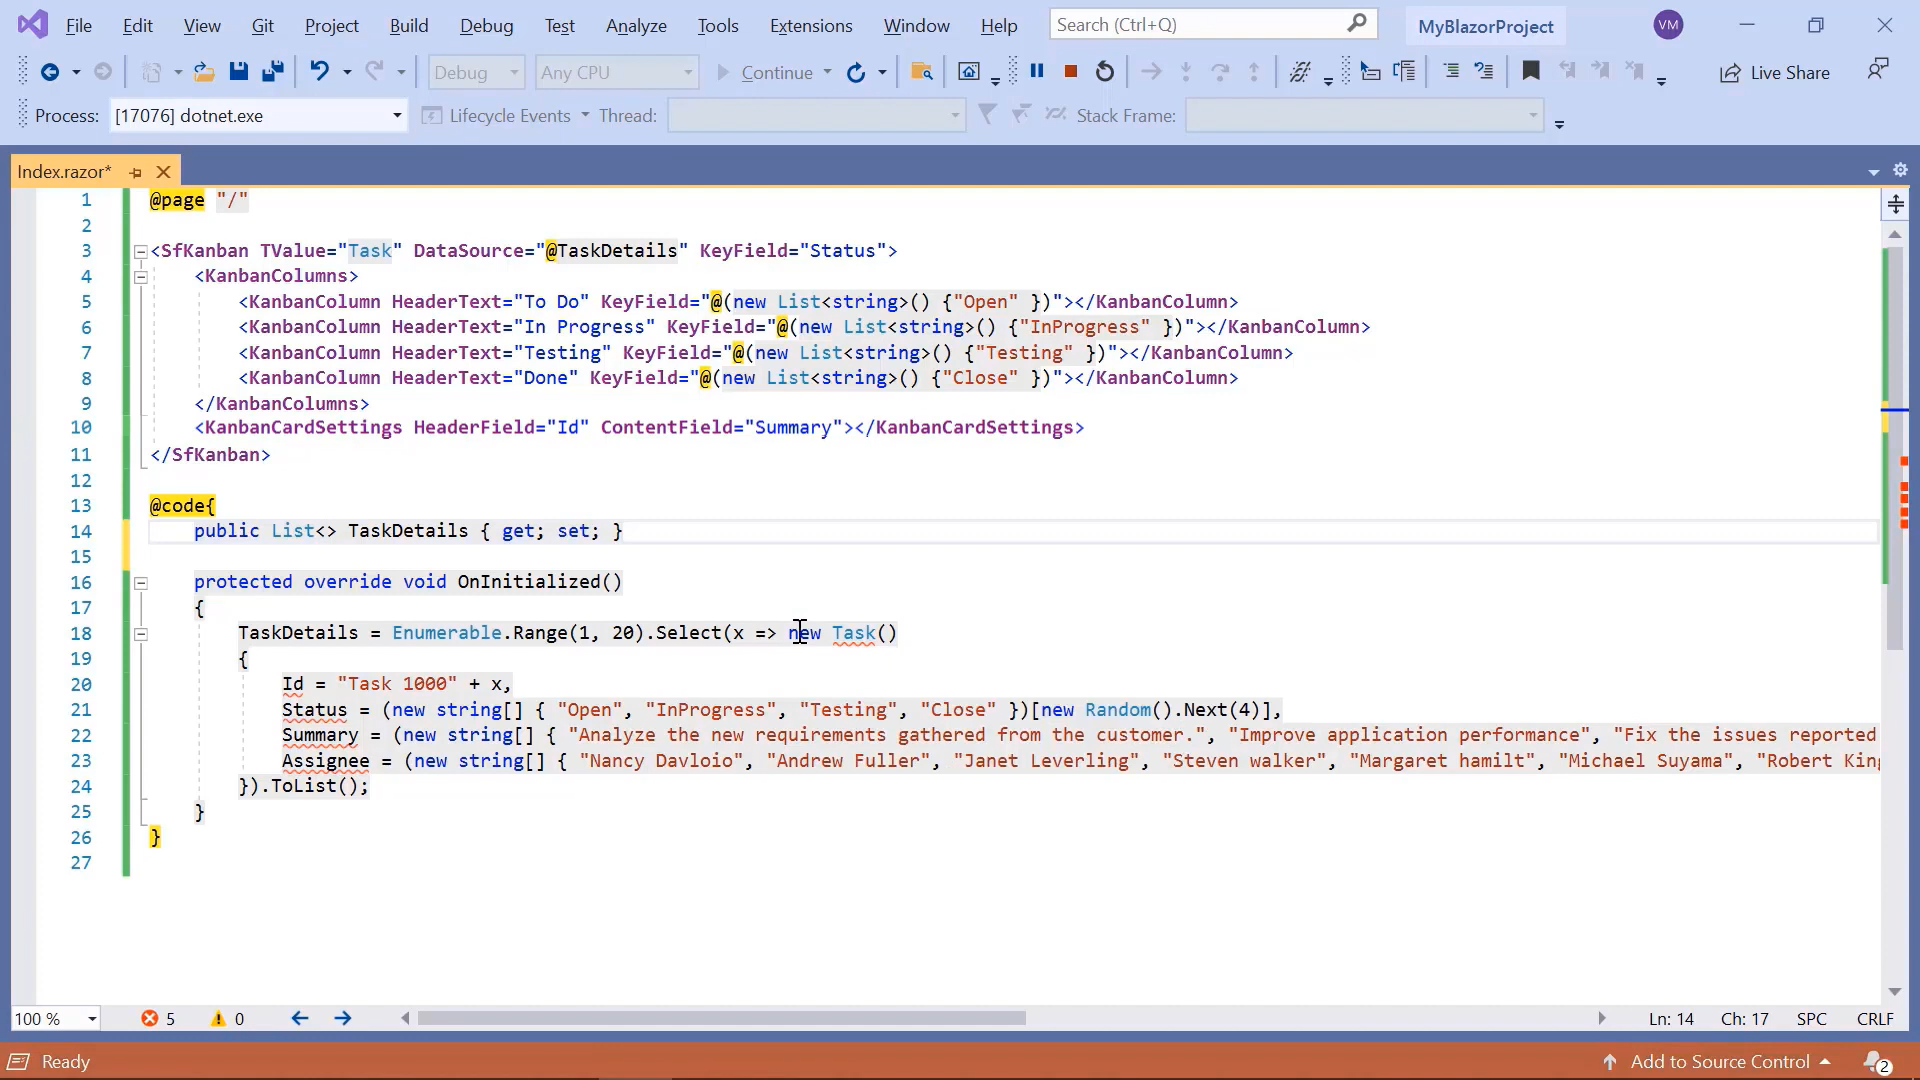 File Edit View Git Project Build Debug Test Analyze Tools Extensions Window Help Search (Ctrl+Q) MyBlazorProject VM
Debug Any CPU Continue Live Share
Process: [17076] dotnet.exe Lifecycle Events Thread: Stack Frame:
Index.razor*
1 @page "/"
2
3 <SfKanban TValue="Task" DataSource="@TaskDetails" KeyField="Status">
4 <KanbanColumns>
5 <KanbanColumn HeaderText="To Do" KeyField="@(new List<string>() {"Open" })"></KanbanColumn>
6 <KanbanColumn HeaderText="In Progress" KeyField="@(new List<string>() {"InProgress" })"></KanbanColumn>
7 <KanbanColumn HeaderText="Testing" KeyField="@(new List<string>() {"Testing" })"></KanbanColumn>
8 <KanbanColumn HeaderText="Done" KeyField="@(new List<string>() {"Close" })"></KanbanColumn>
9 </KanbanColumns>
10 <KanbanCardSettings HeaderField="Id" ContentField="Summary"></KanbanCardSettings>
11 </SfKanban>
12
13 @code{
14 public List<> TaskDetails { get; set; }
15
16 protected override void OnInitialized()
17 {
18 TaskDetails = Enumerable.Range(1, 20).Select(x => new Task()
19 {
20 Id = "Task 1000" + x,
21 Status = (new string[] { "Open", "InProgress", "Testing", "Close" })[new Random().Next(4)],
22 Summary = (new string[] { "Analyze the new requirements gathered from the customer.", "Improve application performance", "Fix the issues reported
23 Assignee = (new string[] { "Nancy Davloio", "Andrew Fuller", "Janet Leverling", "Steven walker", "Margaret hamilt", "Michael Suyama", "Robert King
24 }).ToList();
25 }
26 }
27
100 % 5 0 Ln: 14 Ch: 17 SPC CRLF
Ready Add to Source Control 2